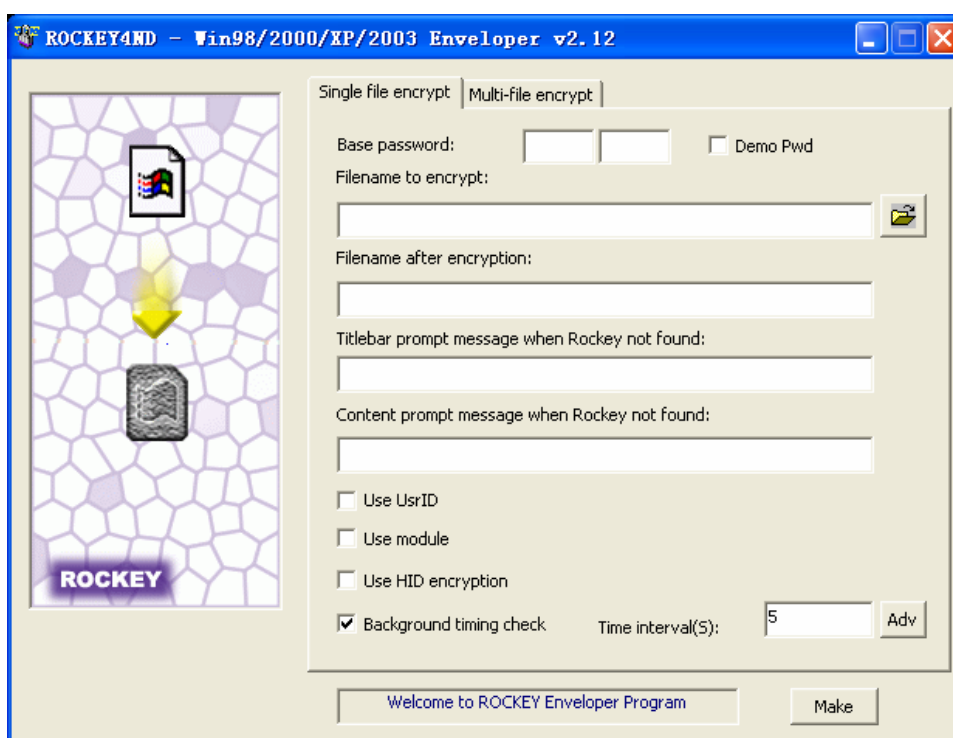 ROCKEY4ND - Win98/2000/XP/2003 Enveloper v2.12
Single file encrypt
Multi-file encrypt
Base password:
Demo Pwd
Filename to encrypt:
Filename after encryption:
Titlebar prompt message when Rockey not found:
Content prompt message when Rockey not found:
Use UsrID
Use module
Use HID encryption
Background timing check
Time interval(S):
5
Adv
ROCKEY
Welcome to ROCKEY Enveloper Program
Make